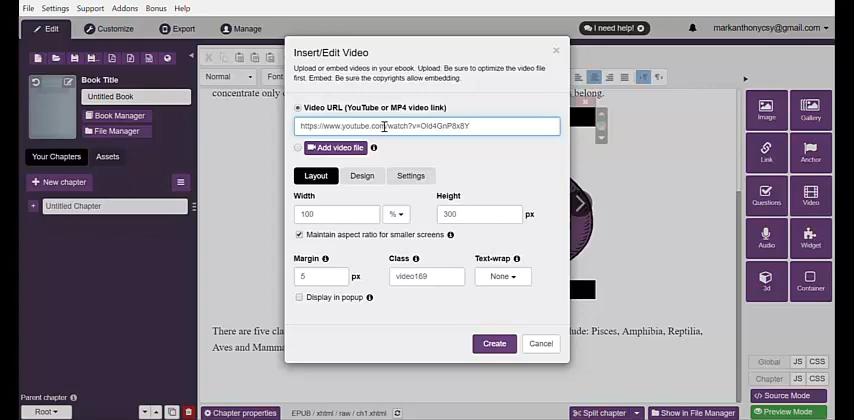 File Settings Support Addons Bonus Help
Edit Customize Export Manage
I need help! markanthonycsy@gmail.com
Book Title
Untitled Book
Book Manager
File Manager
Your Chapters Assets
New chapter
Untitled Chapter
Parent chapter
Root
Normal Font
concentrate only o belong.
There are five cla lude: Pisces, Amphibia, Reptilia,
Aves and Mamma
Insert/Edit Video
Upload or embed videos in your ebook. Upload: Be sure to optimize the video file
first. Embed: Be sure the copyrights allow embedding.
Video URL (YouTube or MP4 video link)
https://www.youtube.com/watch?v=Old4GnP8x8Y
Add video file
Layout Design Settings
Width Height
100 % 300 px
Maintain aspect ratio for smaller screens
Margin Class Text-wrap
5 px video169 None
Display in popup
Create Cancel
Image Gallery
Link Anchor
Questions Video
Audio Widget
3d Container
Global JS CSS
Chapter JS CSS
Source Mode
Preview Mode
Chapter properties EPUB / xhtml / raw / ch1.xhtml Split chapter Show in File Manager